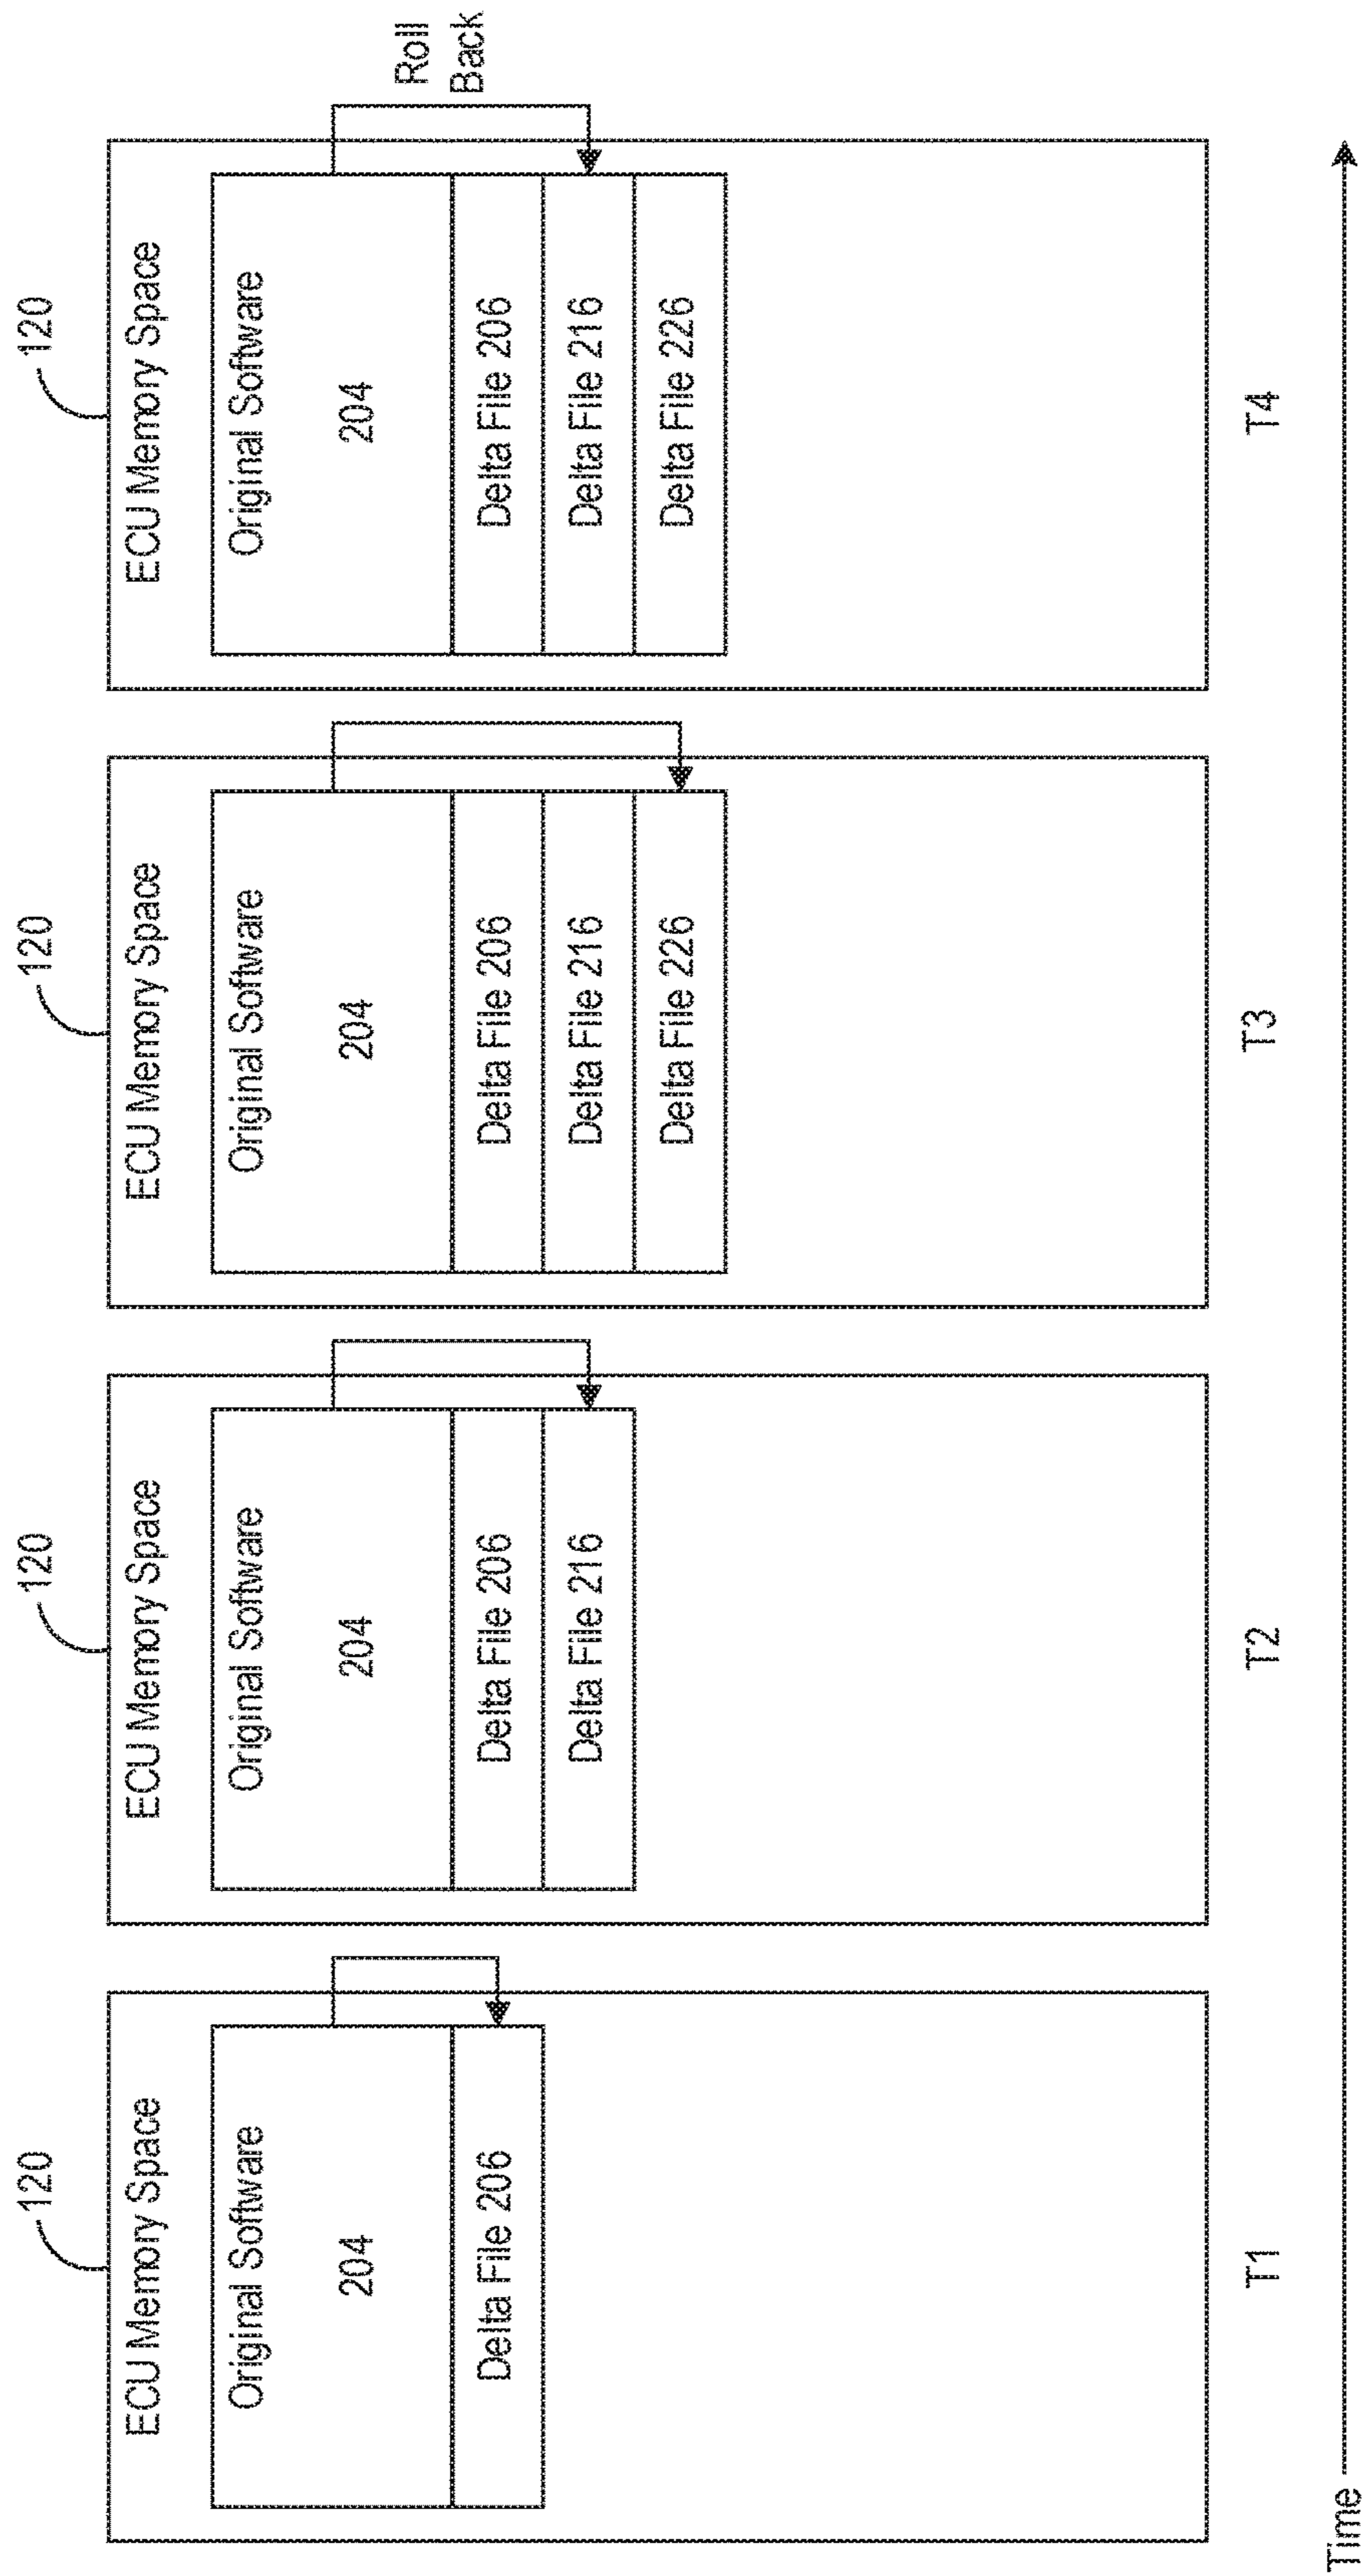 120
ECU Memory Space
Original Software
204
Delta File 206
T1
120
ECU Memory Space
Original Software
204
Delta File 206
Delta File 216
T2
120
ECU Memory Space
Original Software
204
Delta File 206
Delta File 216
Delta File 226
T3
120
ECU Memory Space
Original Software
204
Delta File 206
Delta File 216
Delta File 226
Roll
Back
T4
Time